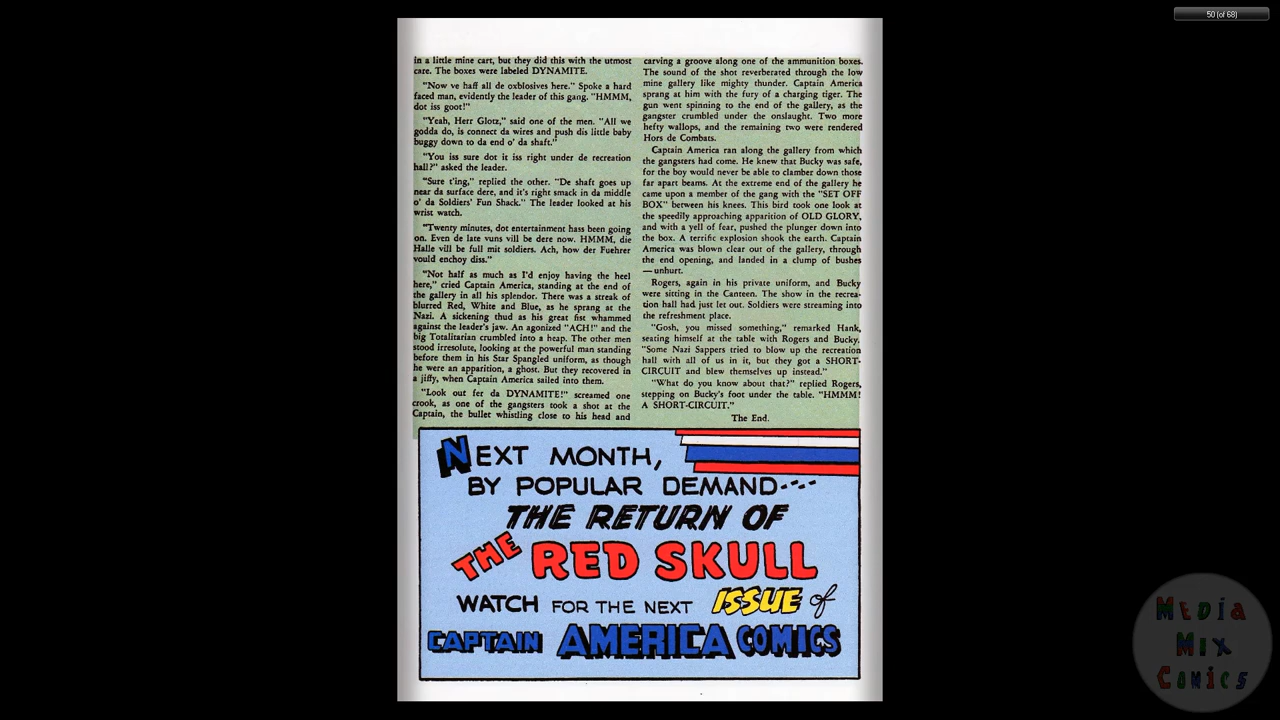 50 (of 68)
in a little mine cart, but they did this with the utmost
care. The boxes were labeled DYNAMITE.
"Now ve haff all de oxblosives here." Spoke a hard
faced man, evidently the leader of this gang. "HMMM,
dot iss goot!"
"Yeah, Herr Glotz," said one of the men. "All we
godda do, is connect da wires and push dis little baby
buggy down to da end o' da shaft."
"You iss sure dot it iss right under de recreation
hall?" asked the leader.
"Sure t'ing," replied the other. "De shaft goes up
near da surface dere, and it's right smack in da middle
o' da Soldiers' Fun Shack." The leader looked at his
wrist watch.
"Twenty minutes, dot entertainment hass been going
on. Even de late vuns vill be dere now. HMMM, die
Halle vill be full mit soldiers. Ach, how der Fuehrer
vould enchoy diss."
"Not half as much as I'd enjoy having the heel
here," cried Captain America, standing at the end of
the gallery in all his splendor. There was a streak of
blurred Red, White and Blue, as he sprang at the
Nazi. A sickening thud as his great fist whammed
against the leader's jaw. An agonized "ACH!" and the
big Totalitarian crumbled into a heap. The other men
stood irresolute, looking at the powerful man standing
before them in his Star Spangled uniform, as though
he were an apparition, a ghost. But they recovered in
a jiffy, when Captain America sailed into them.
"Look out fer da DYNAMITE!" screamed one
crook, as one of the gangsters took a shot at the
Captain, the bullet whistling close to his head and
carving a groove along one of the ammunition boxes.
The sound of the shot reverberated through the low
mine gallery like mighty thunder. Captain America
sprang at him with the fury of a charging tiger. The
gun went spinning to the end of the gallery, as the
gangster crumbled under the onslaught. Two more
hefty wallops, and the remaining two were rendered
Hors de Combats.
Captain America ran along the gallery from which
the gangsters had come. He knew that Bucky was safe,
for the boy would never be able to clamber down those
far apart beams. At the extreme end of the gallery he
came upon a member of the gang with the "SET OFF
BOX" between his knees. This bird took one look at
the speedily approaching apparition of OLD GLORY,
and with a yell of fear, pushed the plunger down into
the box. A terrific explosion shook the earth. Captain
America was blown clear out of the gallery, through
the end opening, and landed in a clump of bushes
—unhurt.
Rogers, again in his private uniform, and Bucky
were sitting in the Canteen. The show in the recrea-
tion hall had just let out. Soldiers were streaming into
the refreshment place.
"Gosh, you missed something," remarked Hank,
seating himself at the table with Rogers and Bucky.
"Some Nazi Sappers tried to blow up the recreation
hall with all of us in it, but they got a SHORT-
CIRCUIT and blew themselves up instead."
"What do you know about that?" replied Rogers,
stepping on Bucky's foot under the table. "HMMM!
A SHORT-CIRCUIT."
The End.
NEXT MONTH,
BY POPULAR DEMAND----
THE RETURN OF
THE RED SKULL
WATCH FOR THE NEXT ISSUE of
CAPTAIN AMERICA COMICS
MEDIA
MIX
COMICS